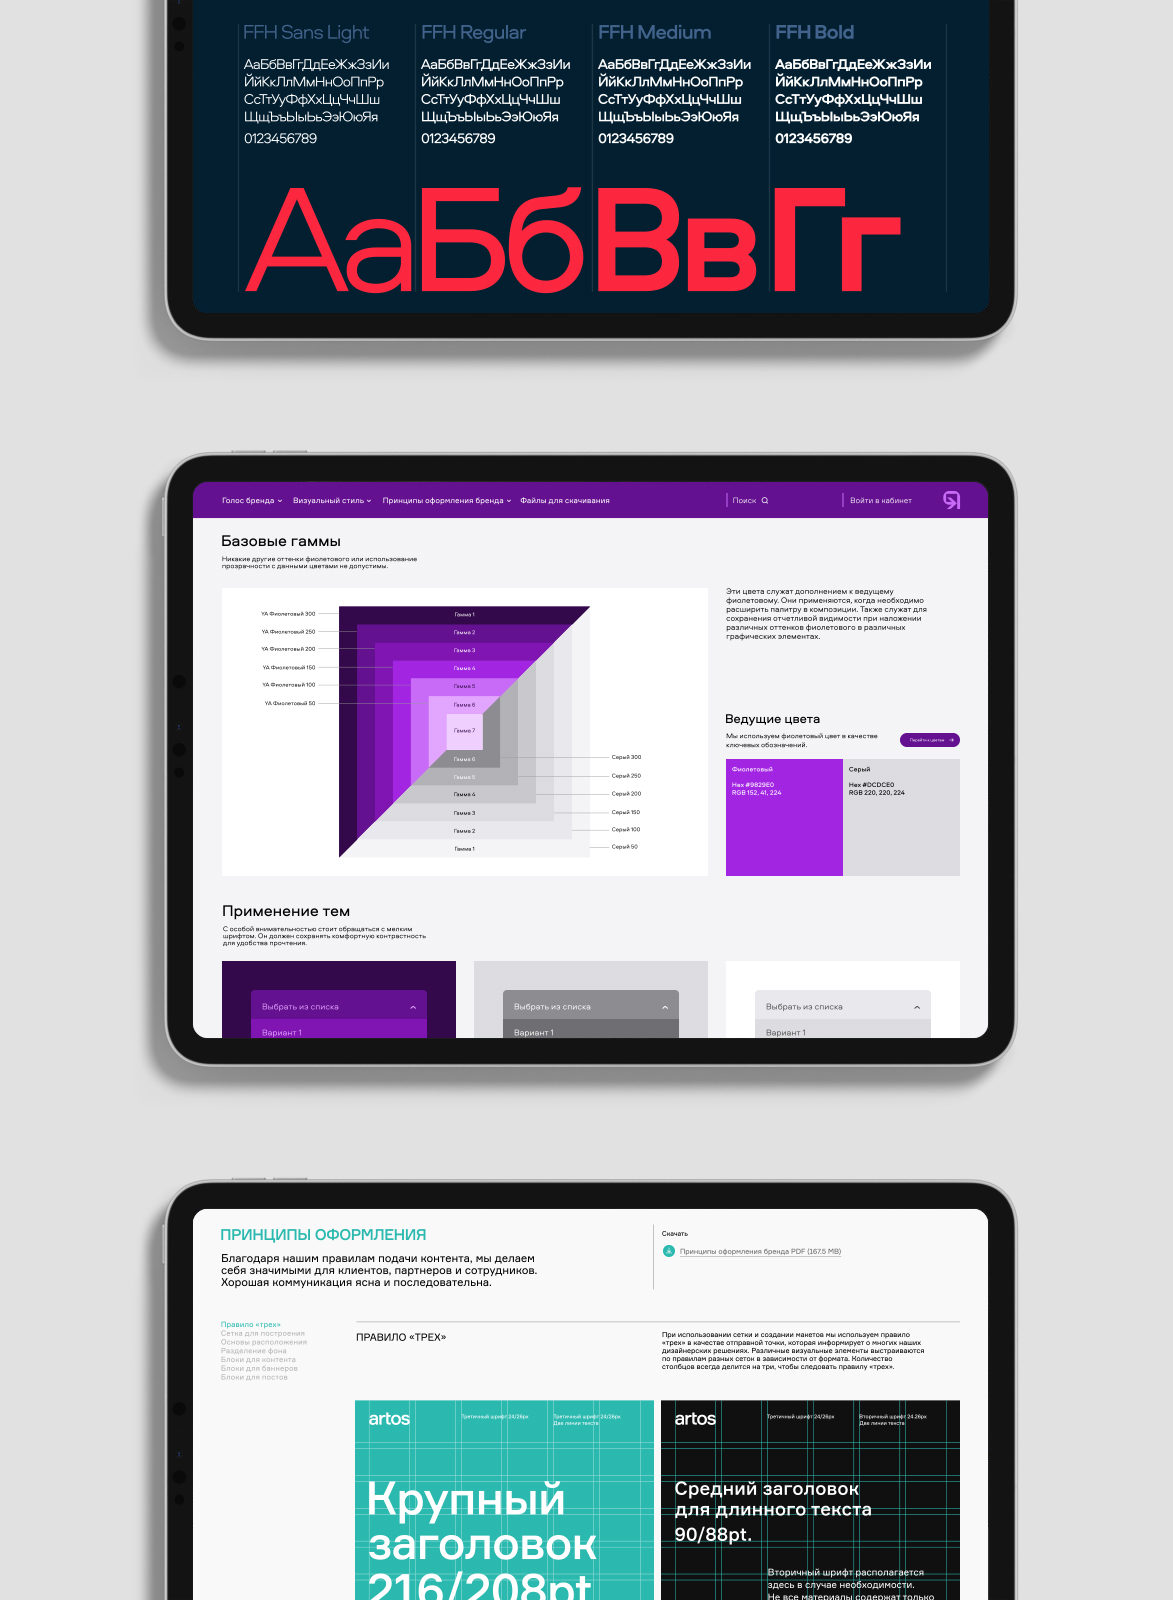 FFH Sans Light
АаБбВвГгДдЕеЖжЗзИи
ЙйКкЛлМмНнОоПпРр
СсТтУуФфХхЦцЧчШш
ЩщЪъЫыЬьЭэЮюЯя
0123456789
FFH Regular
АаБбВвГгДдЕеЖжЗзИи
ЙйКкЛлМмНнОоПпРр
СсТтУуФфХхЦцЧчШш
ЩщЪъЫыЬьЭэЮюЯя
0123456789
FFH Medium
АаБбВвГгДдЕеЖжЗзИи
ЙйКкЛлМмНнОоПпРр
СсТтУуФфХхЦцЧчШш
ЩщЪъЫыЬьЭэЮюЯя
0123456789
FFH Bold
АаБбВвГгДдЕеЖжЗзИи
ЙйКкЛлМмНнОоПпРр
СсТтУуФфХхЦцЧчШш
ЩщЪъЫыЬьЭэЮюЯя
0123456789
АаБбВвГг
Голос бренда Визуальный стиль Принципы оформления бренда Файлы для скачивания Поиск Войти в кабинет
Базовые гаммы
Никакие другие оттенки фиолетового или использование
прозрачности с данными цветами не допустимы.
YA Фиолетовый 300
YA Фиолетовый 250
YA Фиолетовый 200
YA Фиолетовый 150
YA Фиолетовый 100
YA Фиолетовый 50
Гамма 1
Гамма 2
Гамма 3
Гамма 4
Гамма 5
Гамма 6
Гамма 7
Гамма 6
Гамма 5
Гамма 4
Гамма 3
Гамма 2
Гамма 1
Серый 300
Серый 250
Серый 200
Серый 150
Серый 100
Серый 50
Эти цвета служат дополнением к ведущему
фиолетовому. Они применяются, когда необходимо
расширить палитру в композиции. Также служат для
сохранения отчетливой видимости при наложении
различных оттенков фиолетового в различных
графических элементах.
Ведущие цвета
Мы используем фиолетовый цвет в качестве
ключевых обозначений.
Перейти к цветам
Фиолетовый
Hex #9829E0
RGB 152, 41, 224
Серый
Hex #DCDCE0
RGB 220, 220, 224
Применение тем
С особой внимательностью стоит обращаться с мелким
шрифтом. Он должен сохранять комфортную контрастность
для удобства прочтения.
Выбрать из списка
Вариант 1
Выбрать из списка
Вариант 1
Выбрать из списка
Вариант 1
ПРИНЦИПЫ ОФОРМЛЕНИЯ
Благодаря нашим правилам подачи контента, мы делаем
себя значимыми для клиентов, партнеров и сотрудников.
Хорошая коммуникация ясна и последовательна.
Скачать
Принципы оформления бренда PDF (167.5 MB)
Правило «трех»
Сетка для построения
Основы расположения
Разделение фона
Блоки для контента
Блоки для баннеров
Блоки для постов
ПРАВИЛО «ТРЕХ»
При использовании сетки и создании макетов мы используем правило
«трех» в качестве отправной точки, которая информирует о многих наших
дизайнерских решениях. Различные визуальные элементы выстраиваются
по правилам разных сеток в зависимости от формата. Количество
столбцов всегда делится на три, чтобы следовать правилу «трех».
artos
Третичный шрифт 24/26px
Третичный шрифт 24/26px
Две линии текста
Крупный
заголовок
216/208pt
artos
Третичный шрифт 24/26px
Вторичный шрифт 24.26px
Две линии текста
Средний заголовок
для длинного текста
90/88pt.
Вторичный шрифт располагается
здесь в случае необходимости.
Не все материалы содержат только